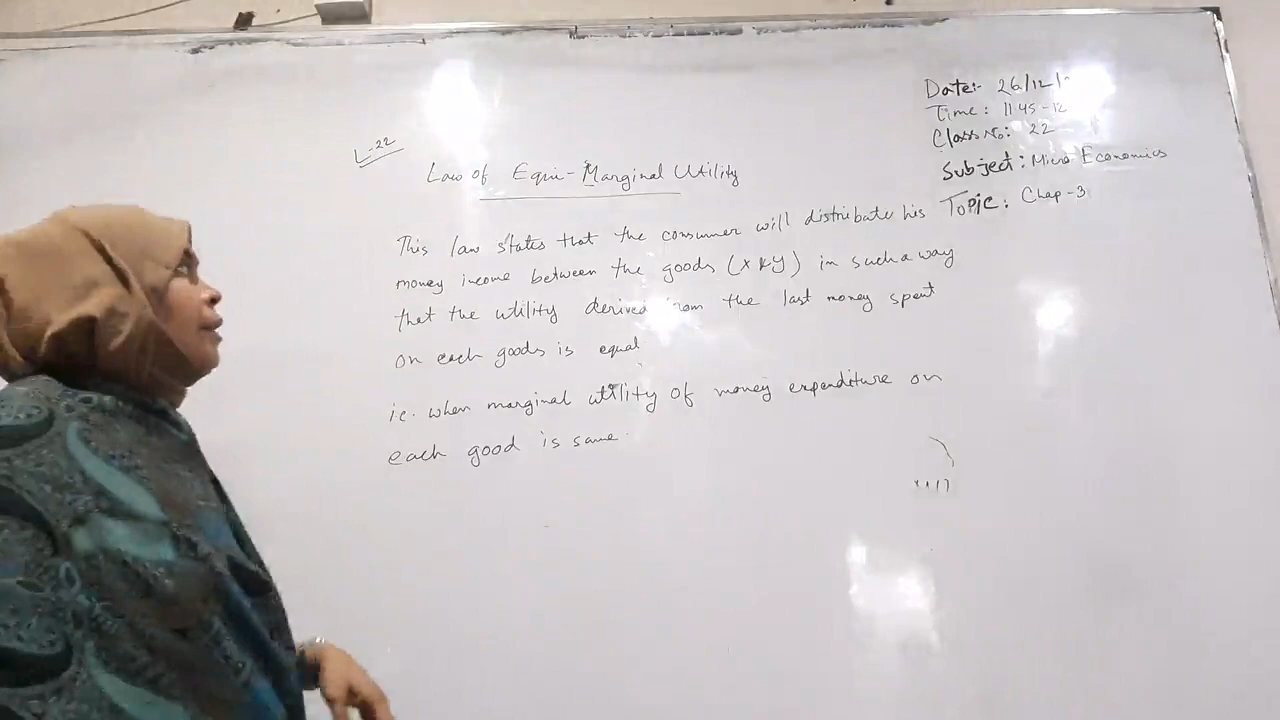 L-22
Law of Equi-Marginal Utility
This law states that the consumer will distribute his
money income between the goods (X & Y) in such a way
that the utility derived from the last money spent
on each goods is equal
i.e. when marginal utility of money expenditure on
each good is same.
Date:- 26/12/
Time: 11:45-12
Class No: 22
Subject: Micro Economics
Topic: Chap-3